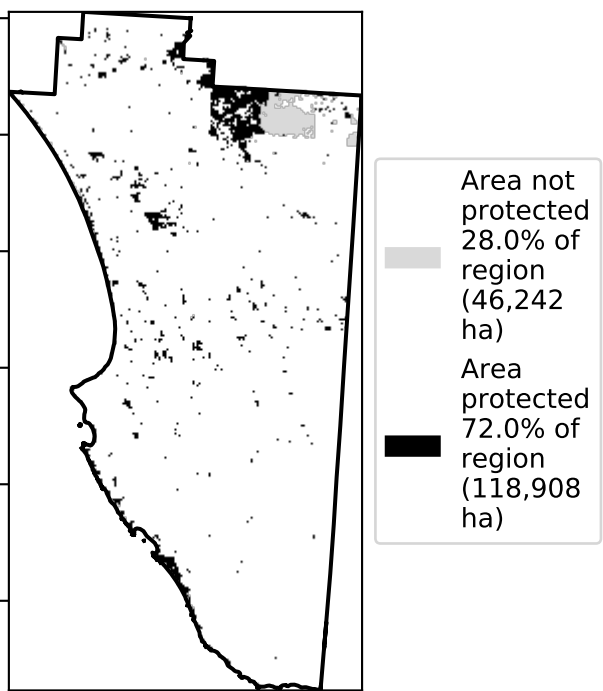 Area not
protected
28.0% of
region
(46,242
ha)
Area
protected
72.0% of
region
(118,908
ha)